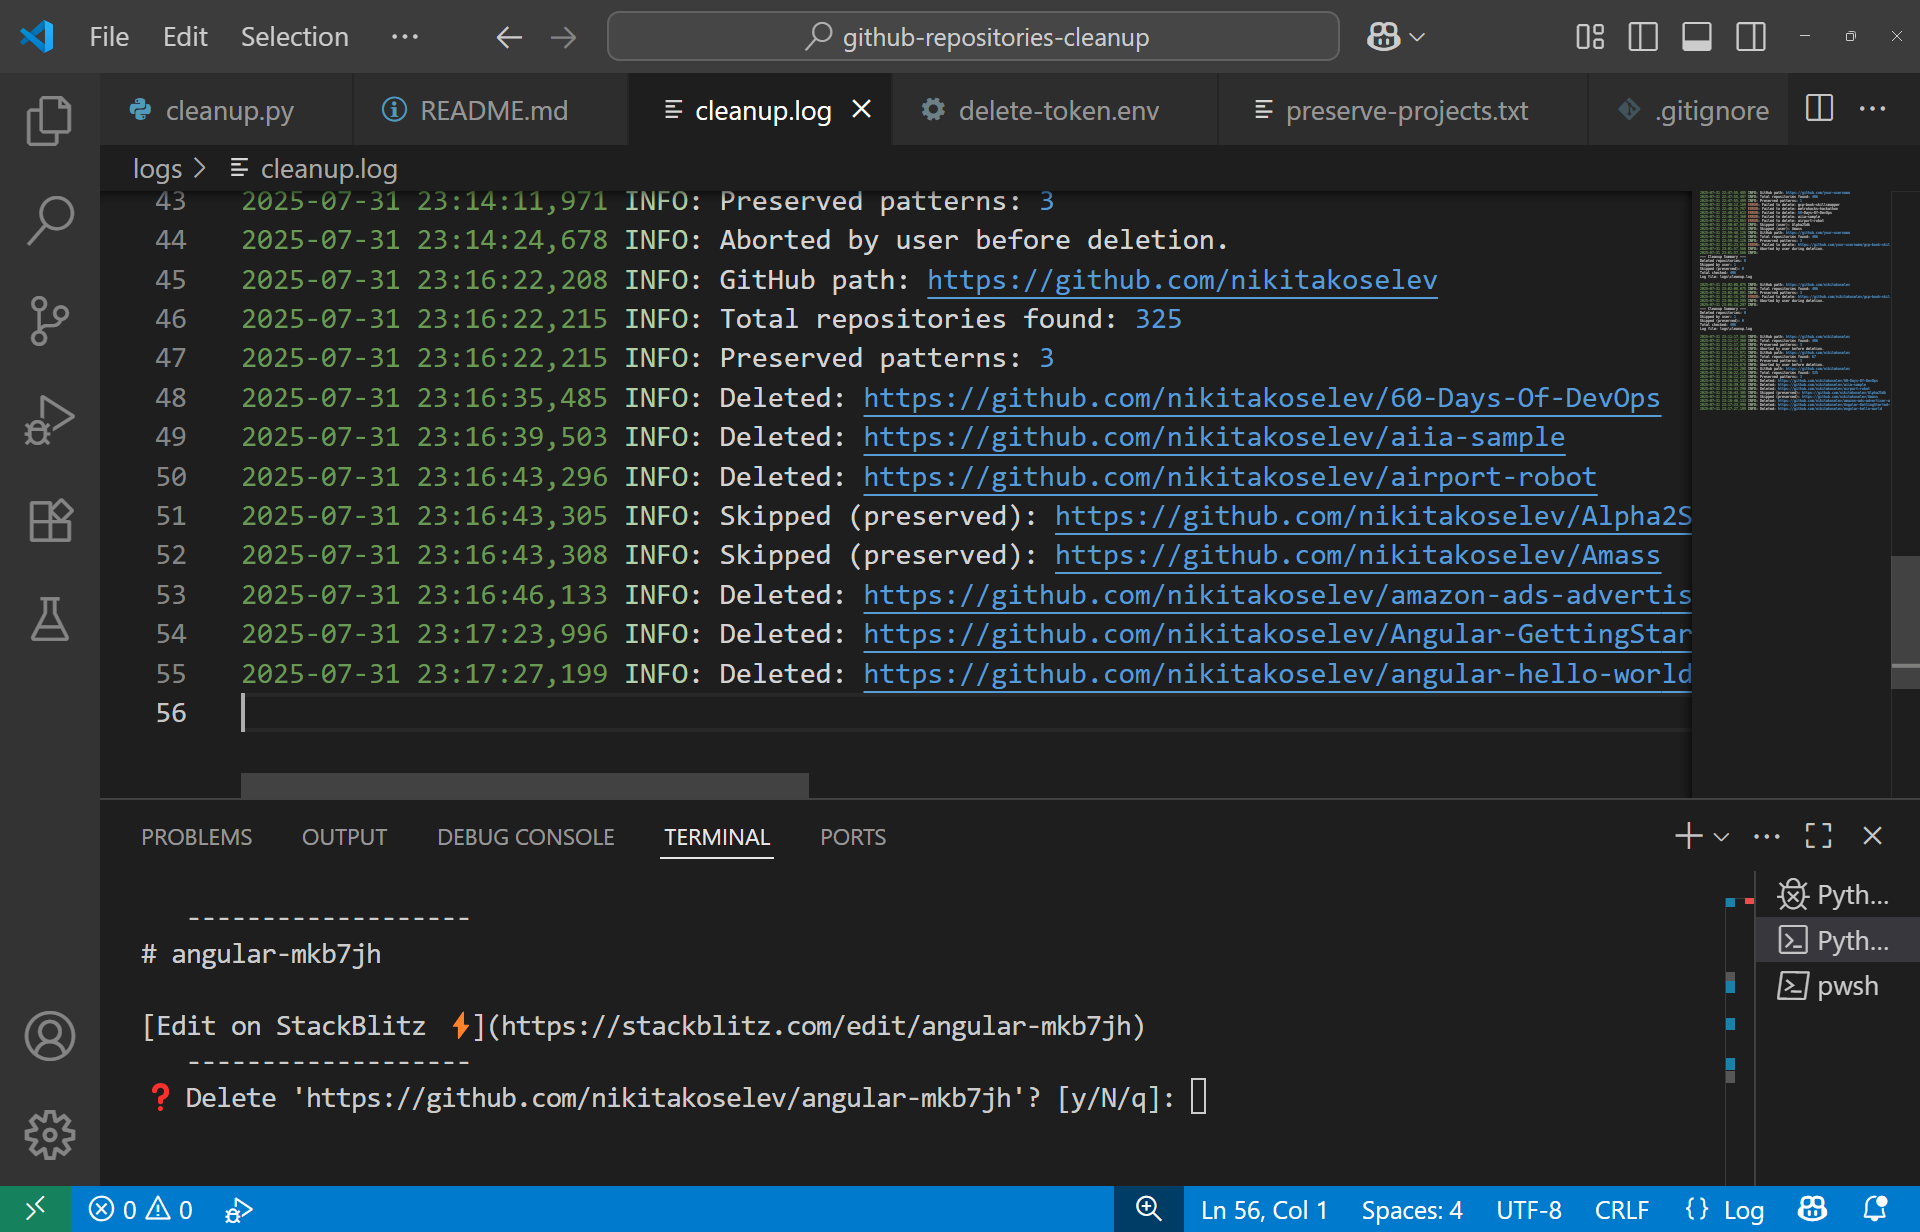 File Edit Selection ··· github-repositories-cleanup
cleanup.py README.md cleanup.log delete-token.env preserve-projects.txt .gitignore
logs > cleanup.log
43 2025-07-31 23:14:11,971 INFO: Preserved patterns: 3
44 2025-07-31 23:14:24,678 INFO: Aborted by user before deletion.
45 2025-07-31 23:16:22,208 INFO: GitHub path: https://github.com/nikitakoselev
46 2025-07-31 23:16:22,215 INFO: Total repositories found: 325
47 2025-07-31 23:16:22,215 INFO: Preserved patterns: 3
48 2025-07-31 23:16:35,485 INFO: Deleted: https://github.com/nikitakoselev/60-Days-Of-DevOps
49 2025-07-31 23:16:39,503 INFO: Deleted: https://github.com/nikitakoselev/aiia-sample
50 2025-07-31 23:16:43,296 INFO: Deleted: https://github.com/nikitakoselev/airport-robot
51 2025-07-31 23:16:43,305 INFO: Skipped (preserved): https://github.com/nikitakoselev/Alpha2S
52 2025-07-31 23:16:43,308 INFO: Skipped (preserved): https://github.com/nikitakoselev/Amass
53 2025-07-31 23:16:46,133 INFO: Deleted: https://github.com/nikitakoselev/amazon-ads-advertis
54 2025-07-31 23:17:23,996 INFO: Deleted: https://github.com/nikitakoselev/Angular-GettingStar
55 2025-07-31 23:17:27,199 INFO: Deleted: https://github.com/nikitakoselev/angular-hello-world
56
PROBLEMS OUTPUT DEBUG CONSOLE TERMINAL PORTS
-------------------
# angular-mkb7jh
[Edit on StackBlitz ⚡](https://stackblitz.com/edit/angular-mkb7jh)
-------------------
❓ Delete 'https://github.com/nikitakoselev/angular-mkb7jh'? [y/N/q]:
Pyth...
Pyth...
pwsh
0 0 Ln 56, Col 1 Spaces: 4 UTF-8 CRLF {} Log